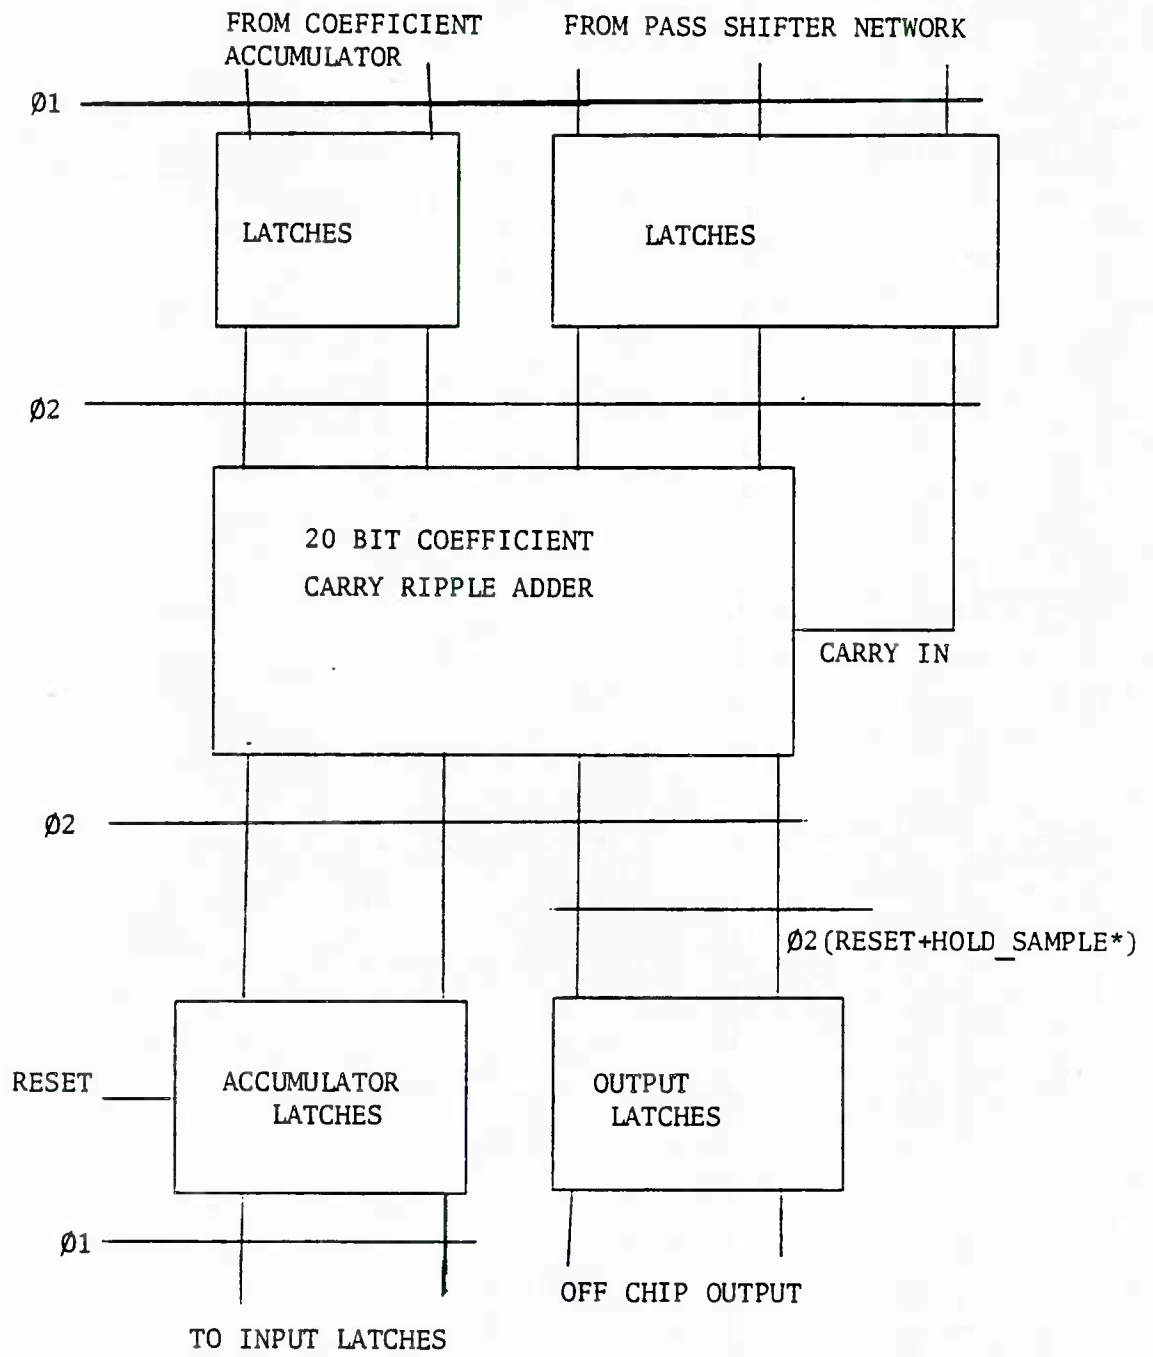 FROM COEFFICIENT
ACCUMULATOR
FROM PASS SHIFTER NETWORK
Ø1
LATCHES
LATCHES
Ø2
20 BIT COEFFICIENT
CARRY RIPPLE ADDER
CARRY IN
Ø2
Ø2(RESET+HOLD_SAMPLE*)
RESET
ACCUMULATOR
LATCHES
OUTPUT
LATCHES
Ø1
OFF CHIP OUTPUT
TO INPUT LATCHES